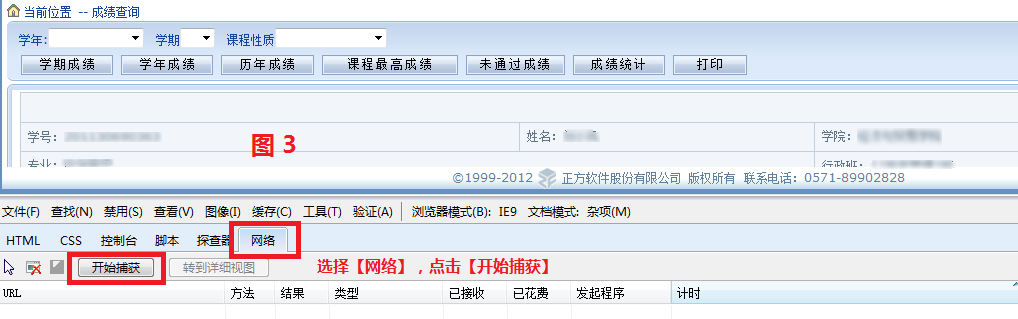 当前位置 -- 成绩查询
学年: 学期 课程性质
学期成绩 学年成绩 历年成绩 课程最高成绩 未通过成绩 成绩统计 打印
学号: 姓名: 学院:
图 3
专业: 行政班:
©1999-2012 正方软件股份有限公司 版权所有 联系电话: 0571-89902828
文件(F) 查找(N) 禁用(S) 查看(V) 图像(I) 缓存(C) 工具(T) 验证(A) 浏览器模式(B): IE9 文档模式: 杂项(M)
HTML CSS 控制台 脚本 探查器 网络
开始捕获 转到详细视图 选择【网络】，点击【开始捕获】
URL 方法 结果 类型 已接收 已花费 发起程序 计时